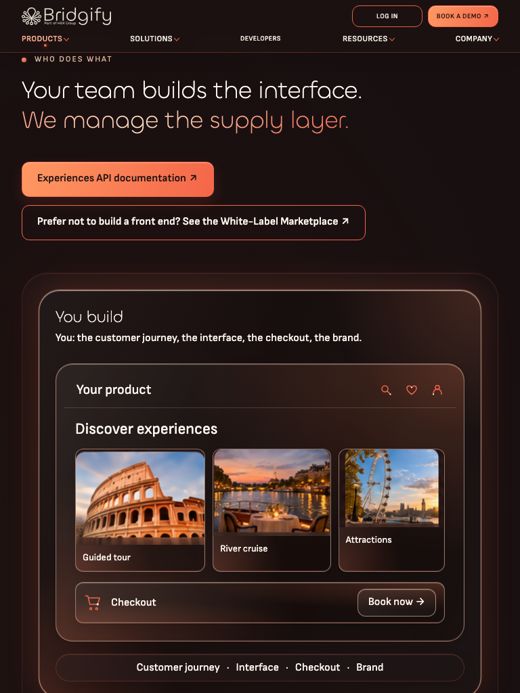 Bridgify
LOG IN
BOOK A DEMO ↗
PRODUCTS
SOLUTIONS
DEVELOPERS
RESOURCES
COMPANY
WHO DOES WHAT
Your team builds the interface.
We manage the supply layer.
Experiences API documentation ↗
Prefer not to build a front end? See the White-Label Marketplace ↗
You build
You: the customer journey, the interface, the checkout, the brand.
Your product
Discover experiences
Guided tour
River cruise
Attractions
Checkout
Book now →
Customer journey · Interface · Checkout · Brand